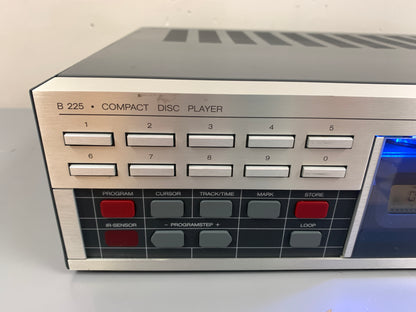 B 225 • COMPACT DISC PLAYER
1 2 3 4 5
6 7 8 9 0
PROGRAM CURSOR TRACK/TIME MARK STORE
IR-SENSOR - PROGRAMSTEP + LOOP